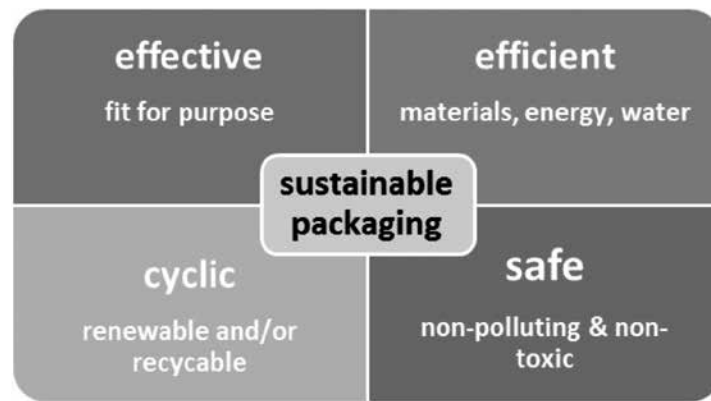 effective
fit for purpose
efficient
materials, energy, water
sustainable
packaging
cyclic
renewable and/or
recycable
safe
non-polluting & non-
toxic